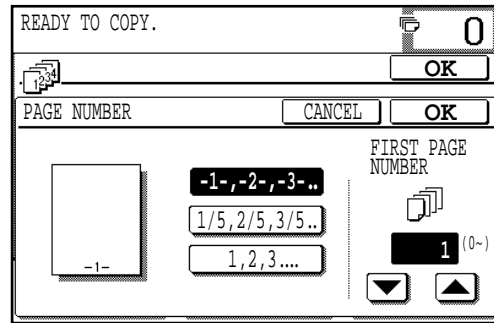 READY TO COPY.
0
1234
OK
PAGE NUMBER
CANCEL
OK
FIRST PAGE
NUMBER
-1-,-2-,-3-..
1/5,2/5,3/5..
1,2,3....
-1-
1
(0~)